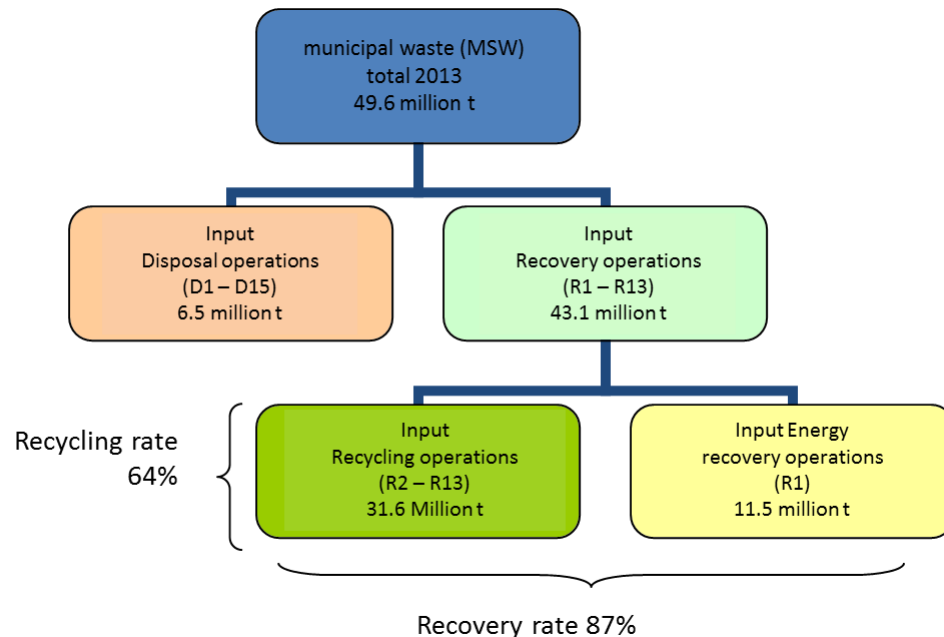 municipal waste (MSW)
total 2013
49.6 million t
Input
Disposal operations
(D1 – D15)
6.5 million t
Input
Recovery operations
(R1 – R13)
43.1 million t
Recycling rate
64%
Input
Recycling operations
(R2 – R13)
31.6 Million t
Input Energy
recovery operations
(R1)
11.5 million t
Recovery rate 87%